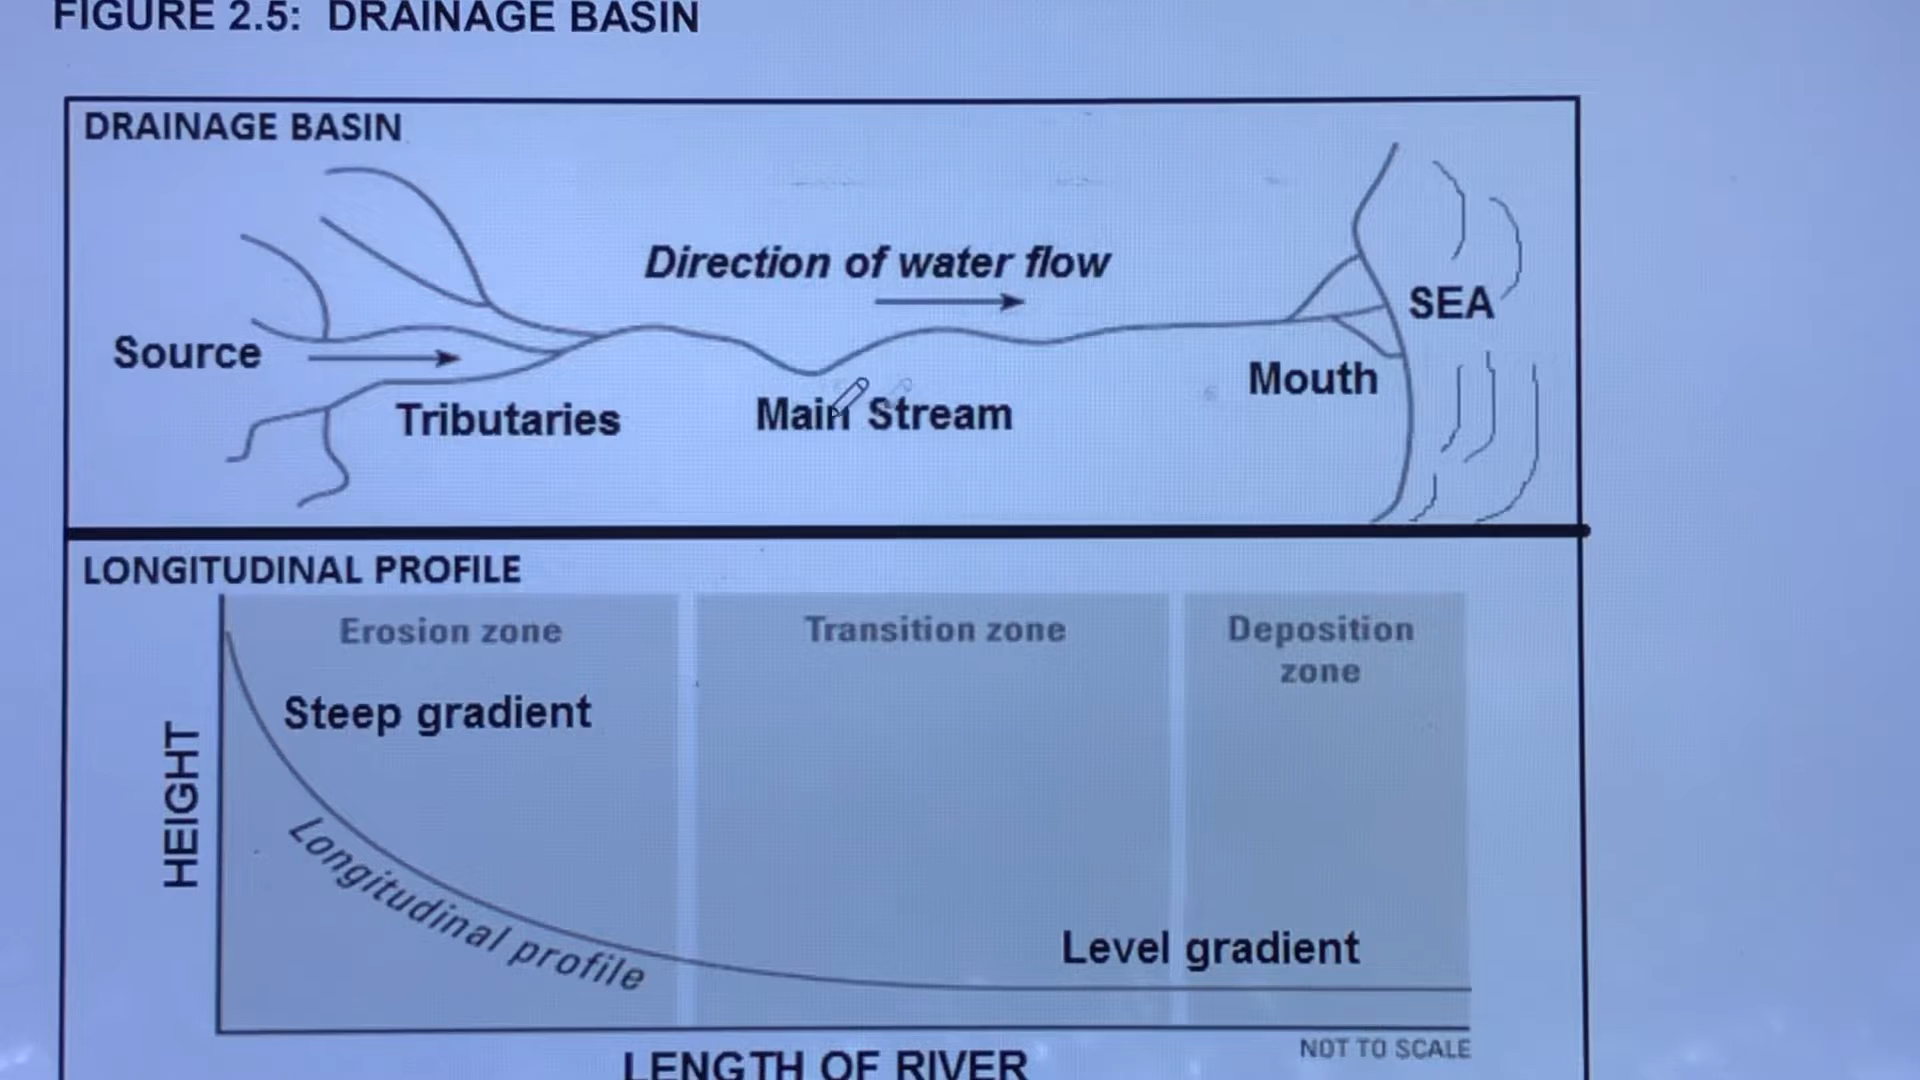 FIGURE 2.5: DRAINAGE BASIN
DRAINAGE BASIN
Direction of water flow
SEA
Source
Mouth
Tributaries
Main Stream
LONGITUDINAL PROFILE
Erosion zone
Transition zone
Deposition
zone
Steep gradient
HEIGHT
Longitudinal profile
Level gradient
NOT TO SCALE
LENGTH OF RIVER